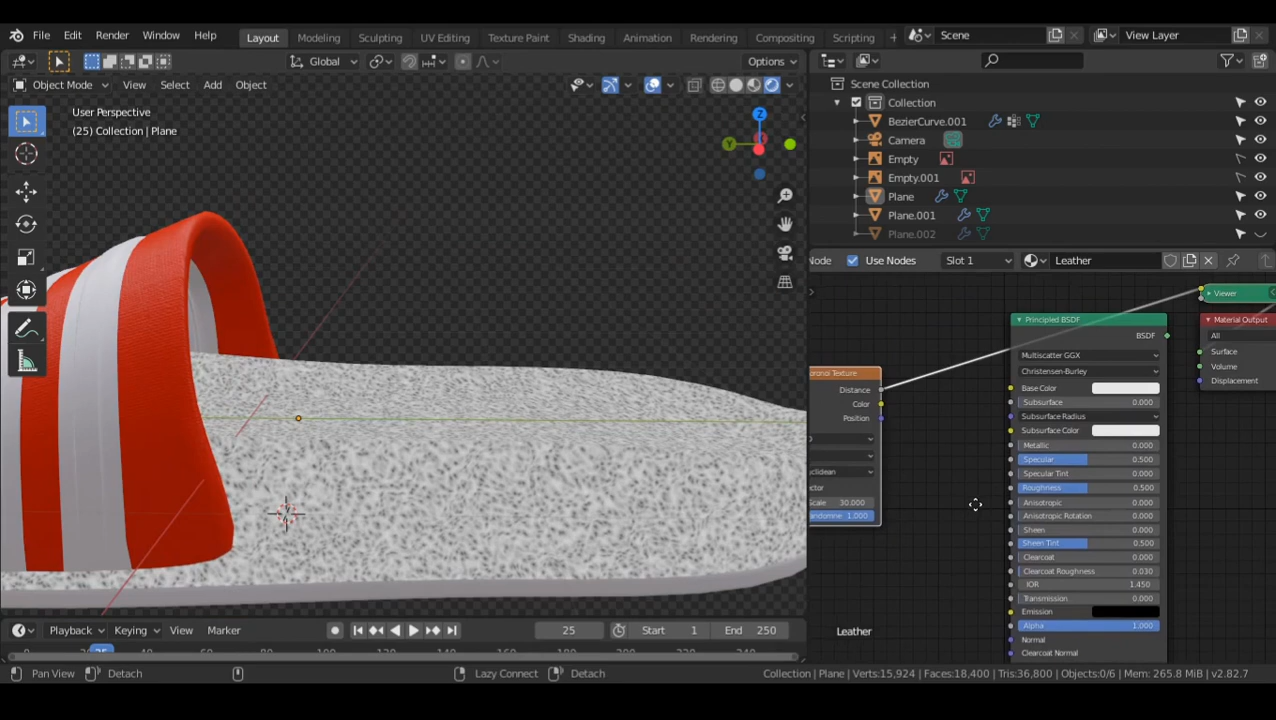 File Edit Render Window Help Layout Modeling Sculpting UV Editing Texture Paint Shading Animation Rendering Compositing Scripting + Scene View Layer
Global Options
Object Mode View Select Add Object
User Perspective
(25) Collection | Plane
Z
Y
Scene Collection
Collection
BezierCurve.001
Camera
Empty
Empty.001
Plane
Plane.001
Plane.002
Node Use Nodes Slot 1 Leather
Viewer
Principled BSDF
Material Output
BSDF
All
Multiscatter GGX
Surface
Christensen-Burley
Volume
oronoi Texture
Displacement
Distance
Base Color
Color
Subsurface 0.000
Position
Subsurface Radius
Subsurface Color
Metallic 0.000
Specular 0.500
clidean
Specular Tint 0.000
ector
Roughness 0.500
cale 30.000
Anisotropic 0.000
andomne 1.000
Anisotropic Rotation 0.000
Sheen 0.000
Sheen Tint 0.500
Clearcoat 0.000
Clearcoat Roughness 0.030
IOR 1.450
Transmission 0.000
Emission
Alpha 1.000
Leather
Normal
Clearcoat Normal
Playback Keying View Marker 25 Start 1 End 250
Pan View Detach Lazy Connect Detach Collection | Plane | Verts:15,924 | Faces:18,400 | Tris:36,800 | Objects:0/6 | Mem: 265.8 MiB | v2.82.7